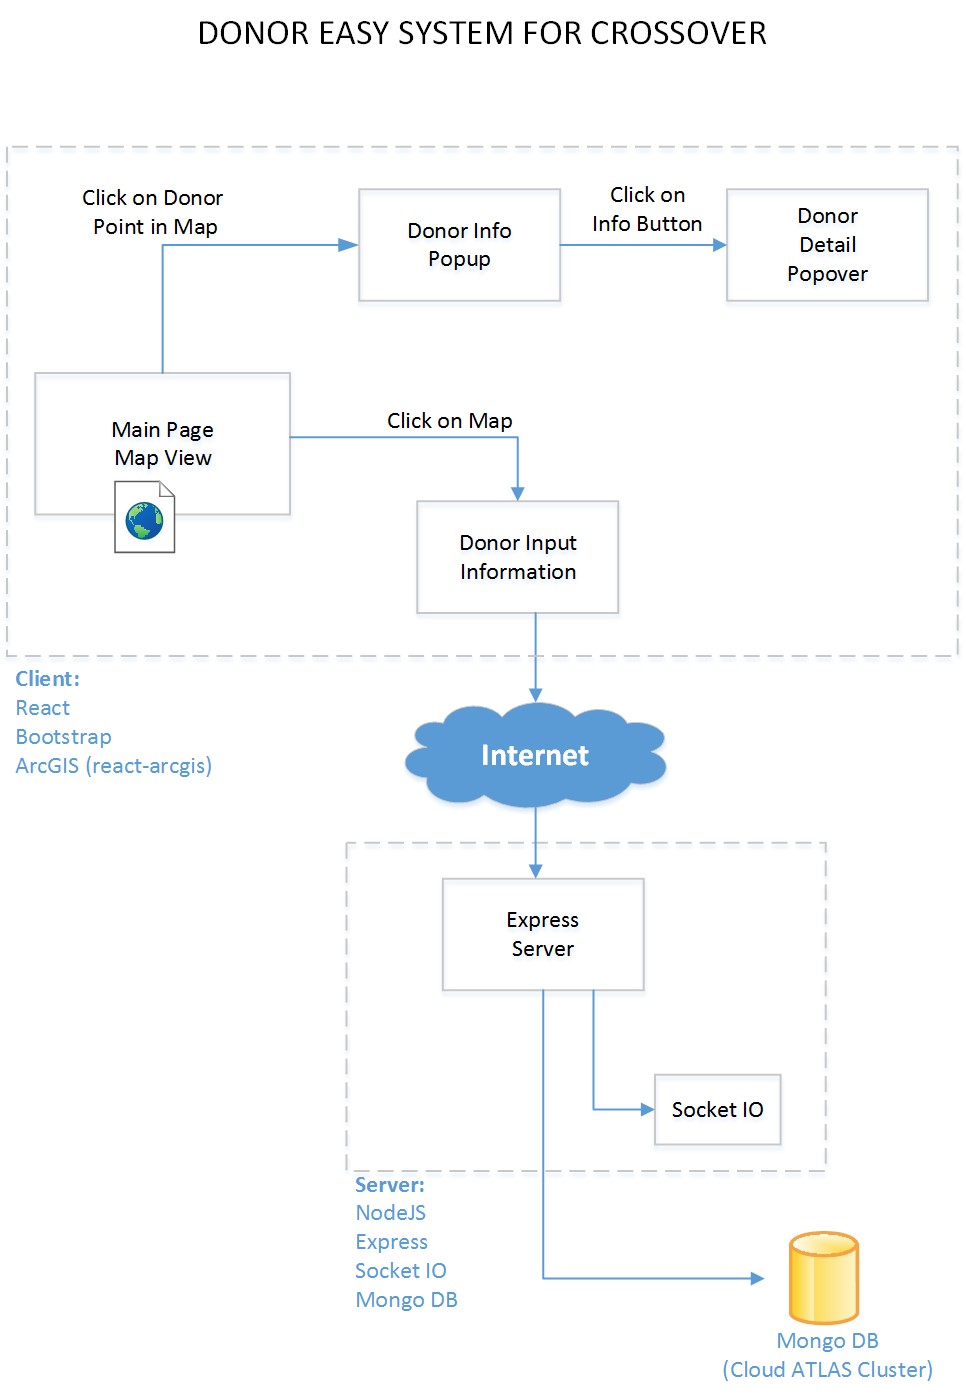 DONOR EASY SYSTEM FOR CROSSOVER
Click on Donor
Point in Map
Donor Info
Popup
Click on
Info Button
Donor
Detail
Popover
Main Page
Map View
Click on Map
Donor Input
Information
Client:
React
Bootstrap
ArcGIS (react-arcgis)
Internet
Express
Server
Socket IO
Server:
NodeJS
Express
Socket IO
Mongo DB
Mongo DB
(Cloud ATLAS Cluster)